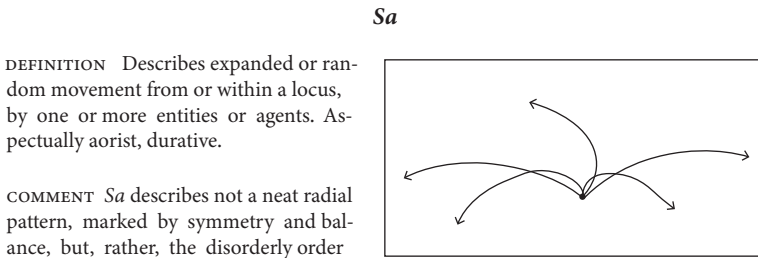 Sa
DEFINITION Describes expanded or ran-
dom movement from or within a locus,
by one or more entities or agents. As-
pectually aorist, durative.
COMMENT Sa describes not a neat radial
pattern, marked by symmetry and bal-
ance, but, rather, the disorderly order